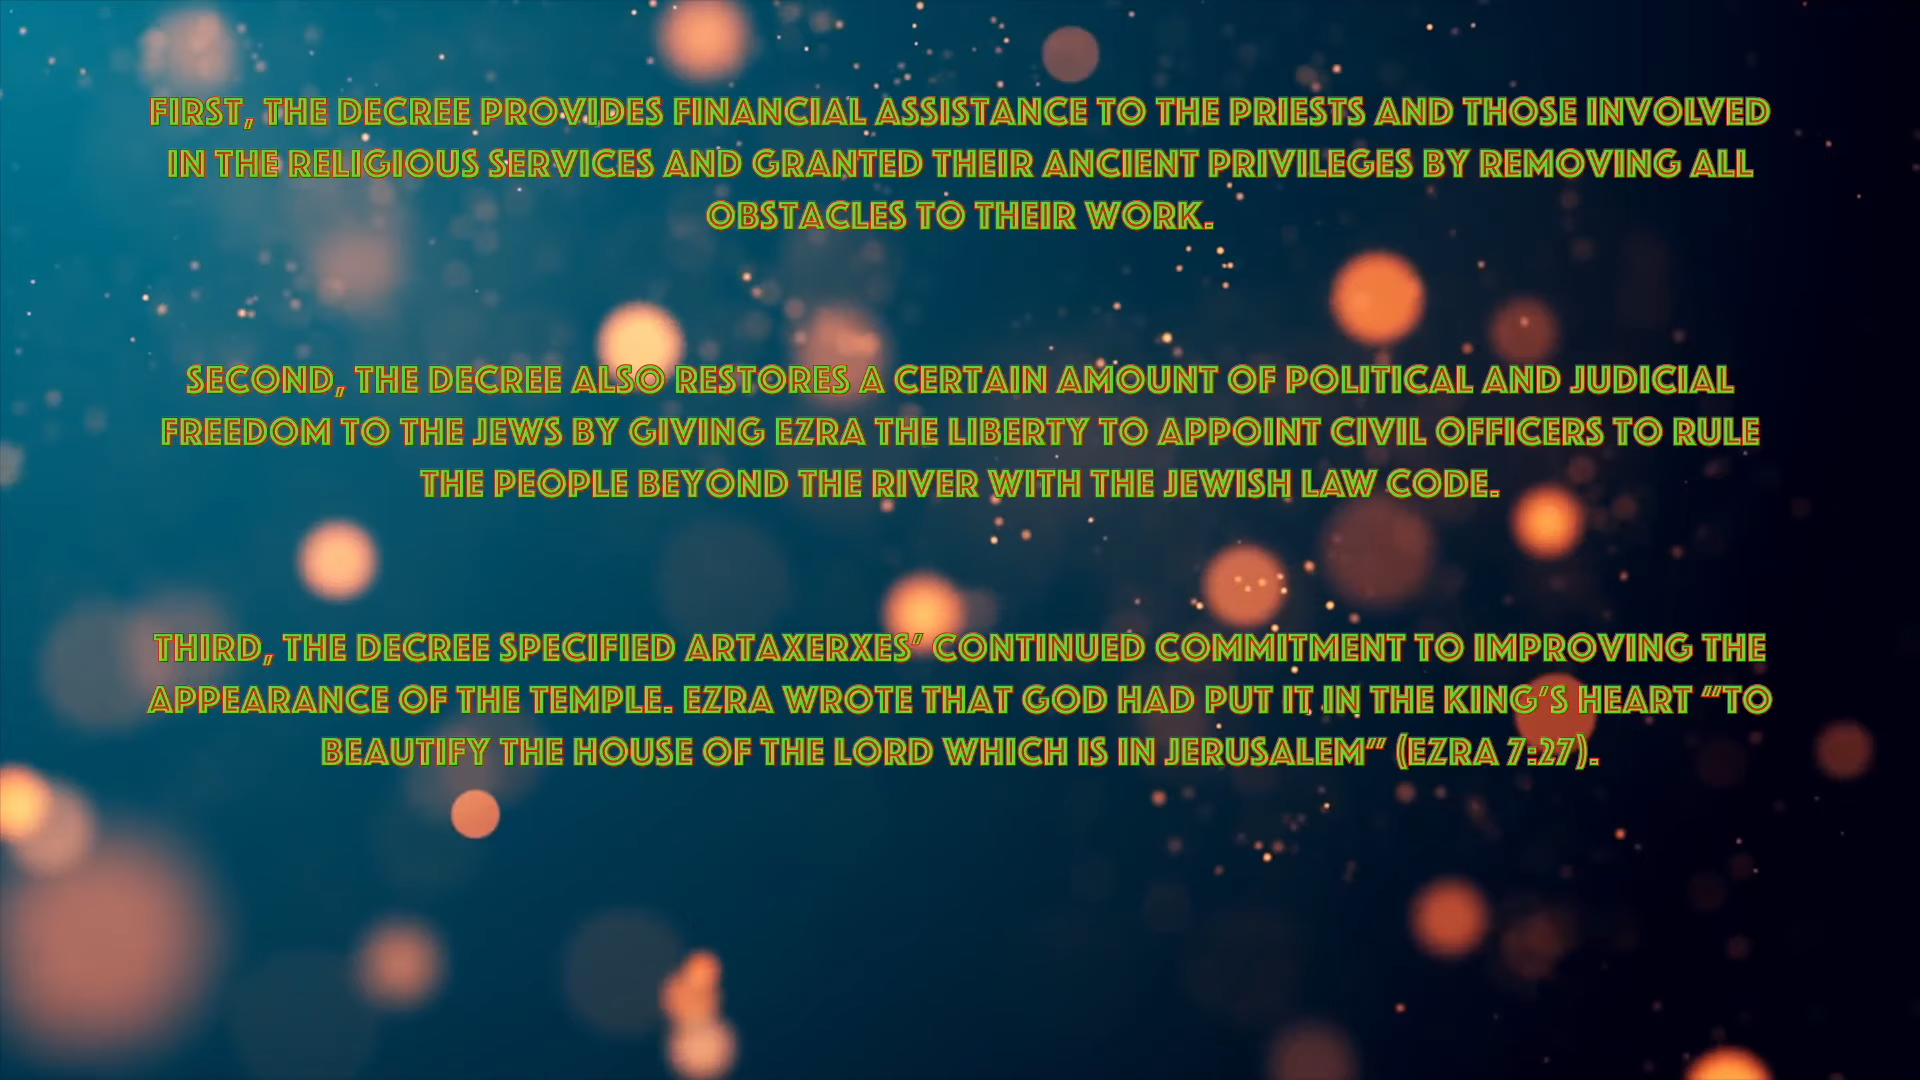 FIRST, THE DECREE PROVIDES FINANCIAL ASSISTANCE TO THE PRIESTS AND THOSE INVOLVED
IN THE RELIGIOUS SERVICES AND GRANTED THEIR ANCIENT PRIVILEGES BY REMOVING ALL
OBSTACLES TO THEIR WORK.
SECOND, THE DECREE ALSO RESTORES A CERTAIN AMOUNT OF POLITICAL AND JUDICIAL
FREEDOM TO THE JEWS BY GIVING EZRA THE LIBERTY TO APPOINT CIVIL OFFICERS TO RULE
THE PEOPLE BEYOND THE RIVER WITH THE JEWISH LAW CODE.
THIRD, THE DECREE SPECIFIED ARTAXERXES’ CONTINUED COMMITMENT TO IMPROVING THE
APPEARANCE OF THE TEMPLE. EZRA WROTE THAT GOD HAD PUT IT IN THE KING’S HEART “TO
BEAUTIFY THE HOUSE OF THE LORD WHICH IS IN JERUSALEM” (EZRA 7:27).